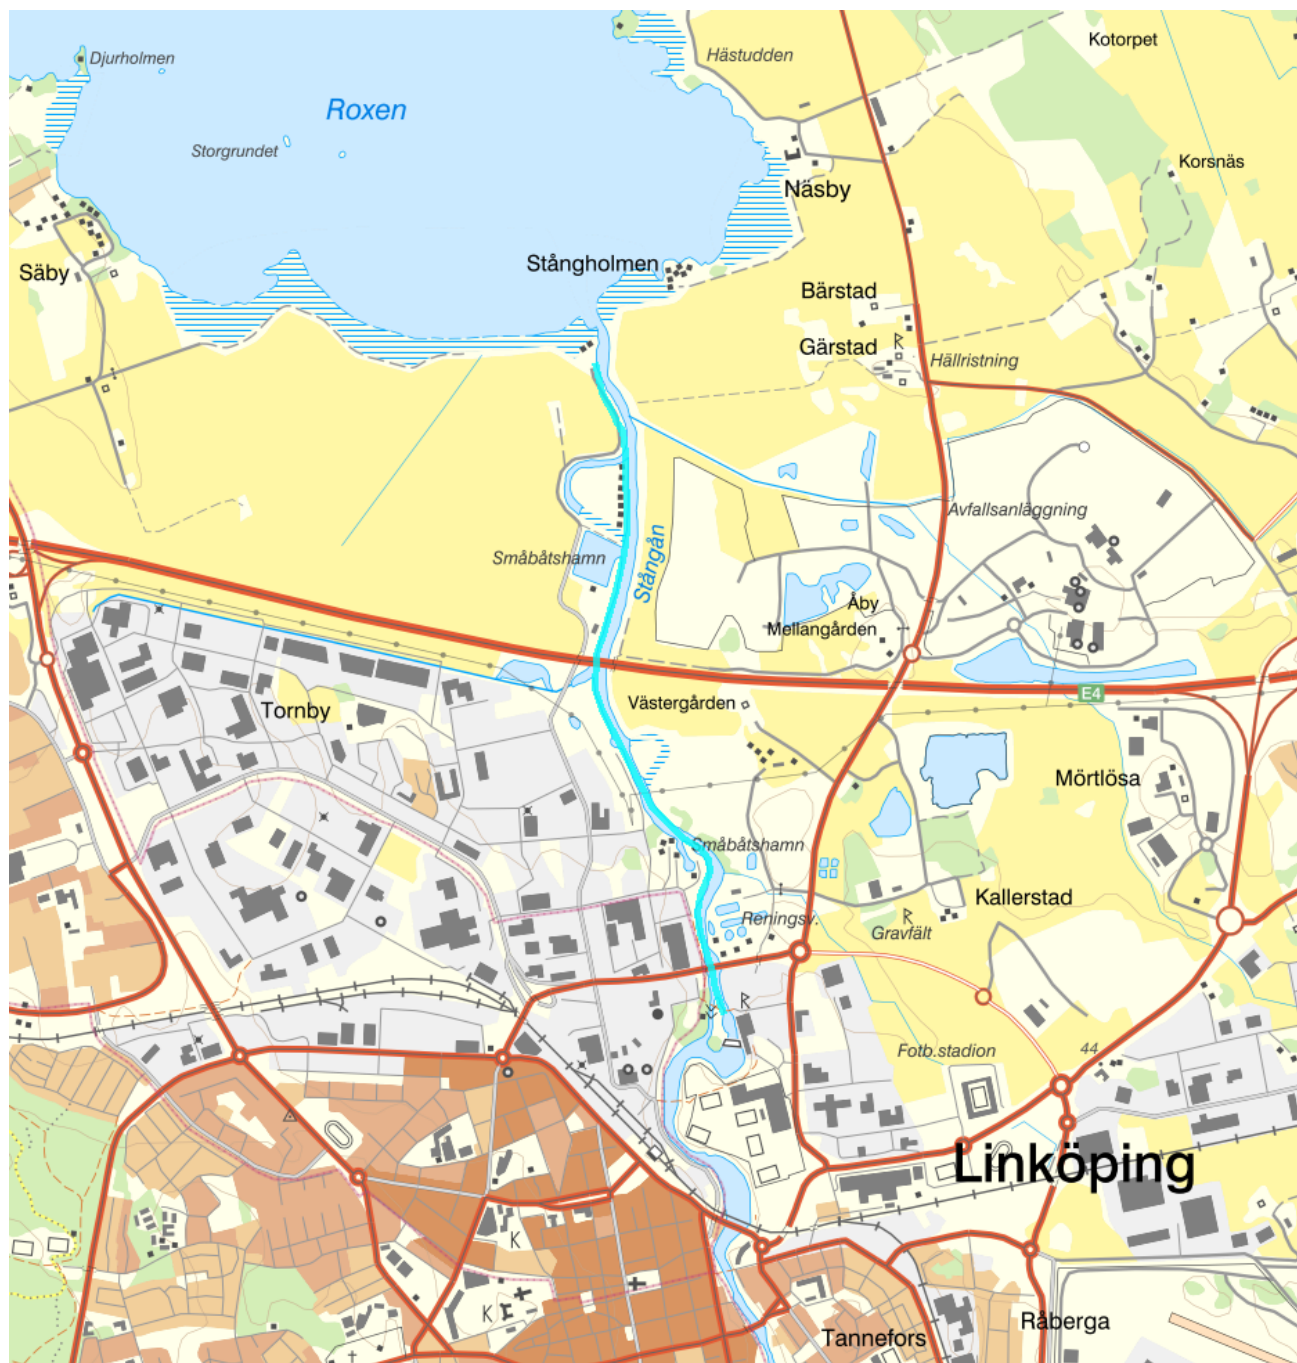 Kotorpet
Hästudden
Djurholmen
Roxen
Storgrundet
Korsnäs
Näsby
Stångholmen
Säby
Bärstad
Gärstad
Hällristning
R
Avfallsanläggning
Småbåtshamn
Stångån
Åby
Mellangården
E4
Västergården
Tornby
Mörtlösa
Småbåtshamn
Kallerstad
Reningsv.
R
Gravfält
R
44
Fotb.stadion
Linköping
K
K
Råberga
Tannefors